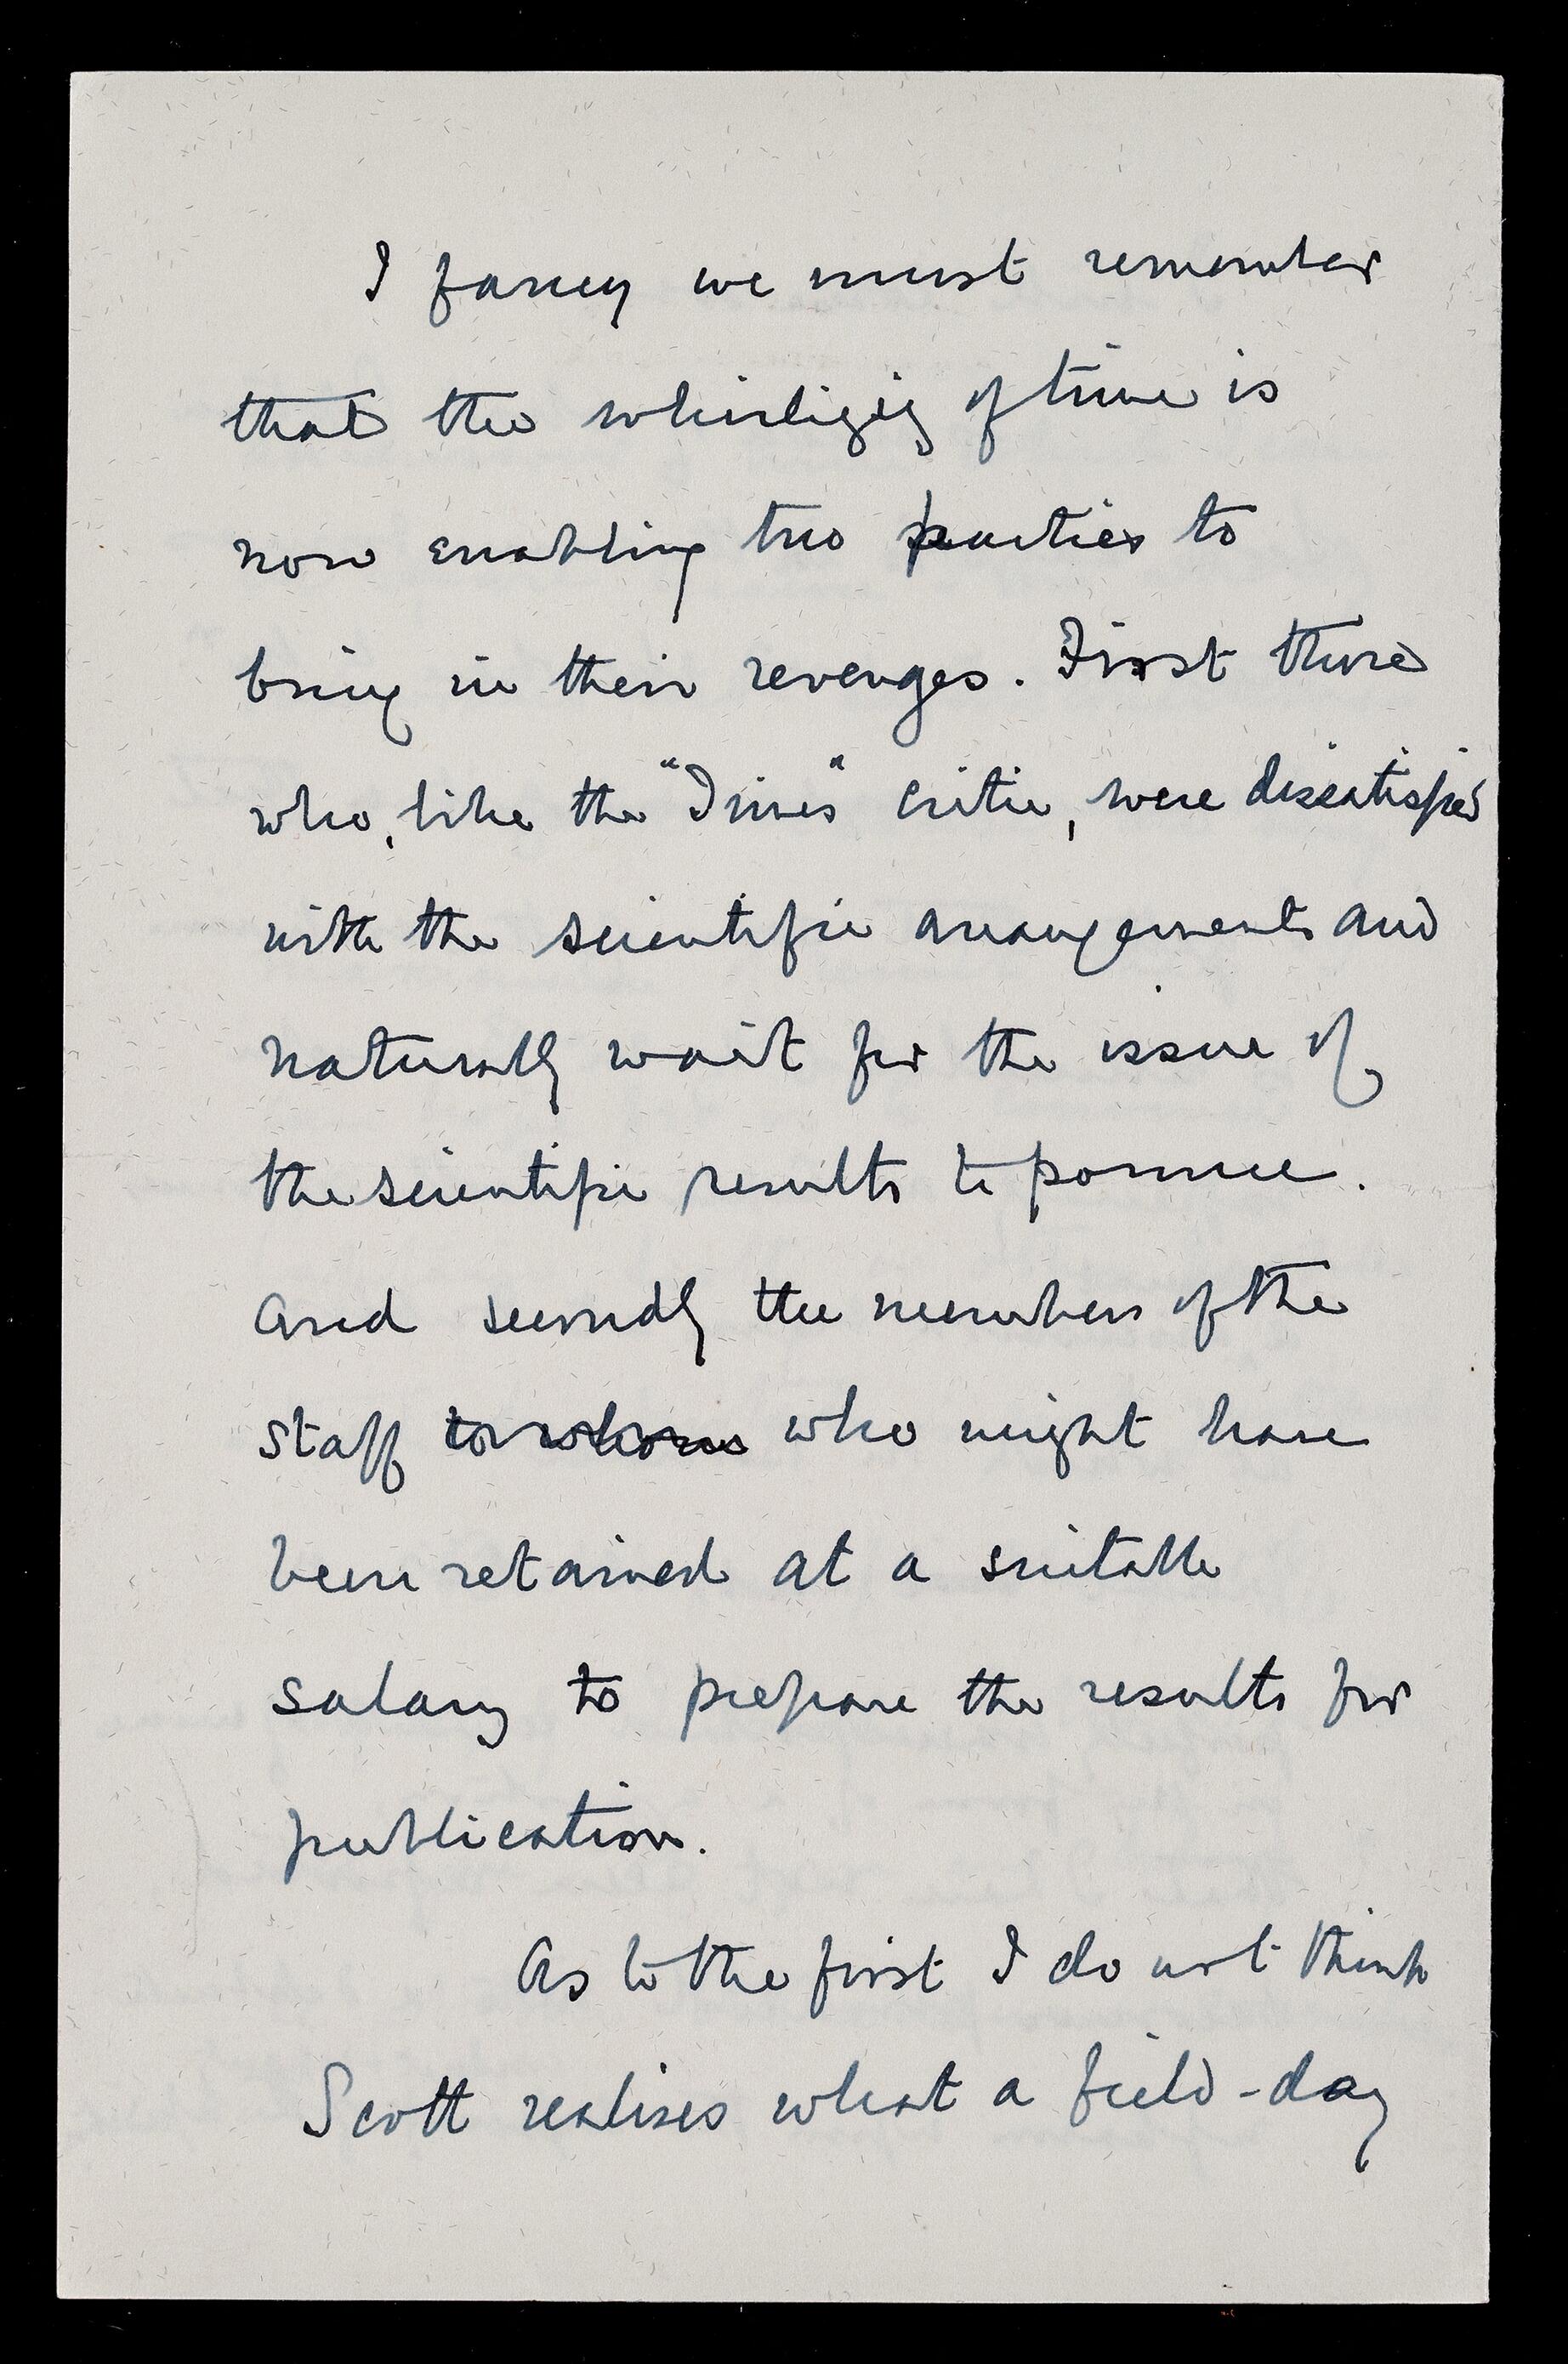 I fancy we must remember
that the whirligig of time is
now enabling two parties to
bring in their revenges. First those
who, like the "Times" critic, were dissatisfied
with the scientific arrangements and
naturally wait for the issue of
the scientific results to pounce.
And secondly the members of the
staff to whom who might have
been retained at a suitable
salary to prepare the results for
publication.
As to the first I do not think
Scott realises what a field-day